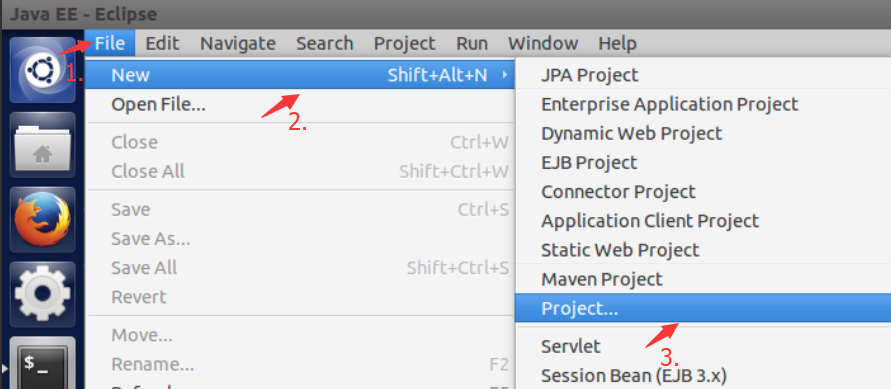 Java EE - Eclipse
File Edit Navigate Search Project Run Window Help
1.
New Shift+Alt+N
2.
Open File...
Close Ctrl+W
Close All Shift+Ctrl+W
Save Ctrl+S
Save As...
Save All Shift+Ctrl+S
Revert
Move...
Rename... F2
JPA Project
Enterprise Application Project
Dynamic Web Project
EJB Project
Connector Project
Application Client Project
Static Web Project
Maven Project
Project...
3.
Servlet
Session Bean (EJB 3.x)
$_